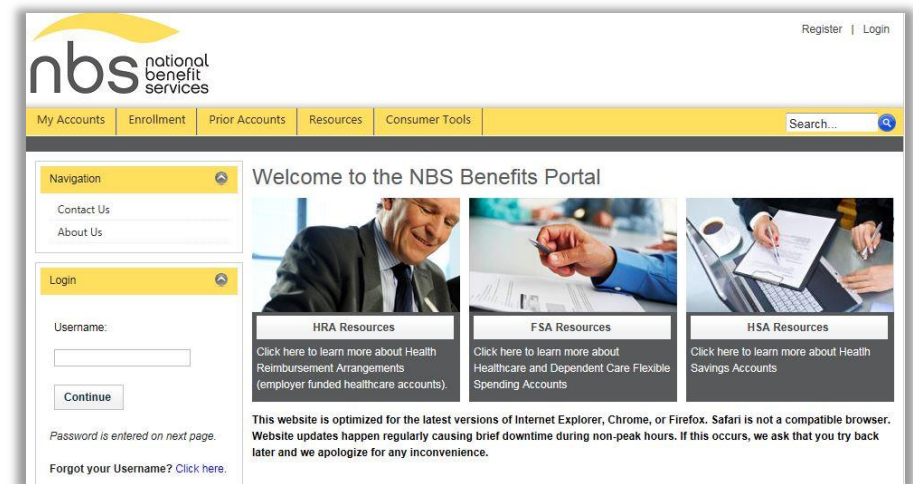 Register | Login
nbs national
benefit
services
My Accounts Enrollment Prior Accounts Resources Consumer Tools
Search...
Navigation
Contact Us
About Us
Login
Username:
Continue
Password is entered on next page.
Forgot your Username? Click here.
Welcome to the NBS Benefits Portal
HRA Resources
Click here to learn more about Health
Reimbursement Arrangements
(employer funded healthcare accounts).
FSA Resources
Click here to learn more about
Healthcare and Dependent Care Flexible
Spending Accounts
HSA Resources
Click here to learn more about Heatlh
Savings Accounts
This website is optimized for the latest versions of Internet Explorer, Chrome, or Firefox. Safari is not a compatible browser.
Website updates happen regularly causing brief downtime during non-peak hours. If this occurs, we ask that you try back
later and we apologize for any inconvenience.